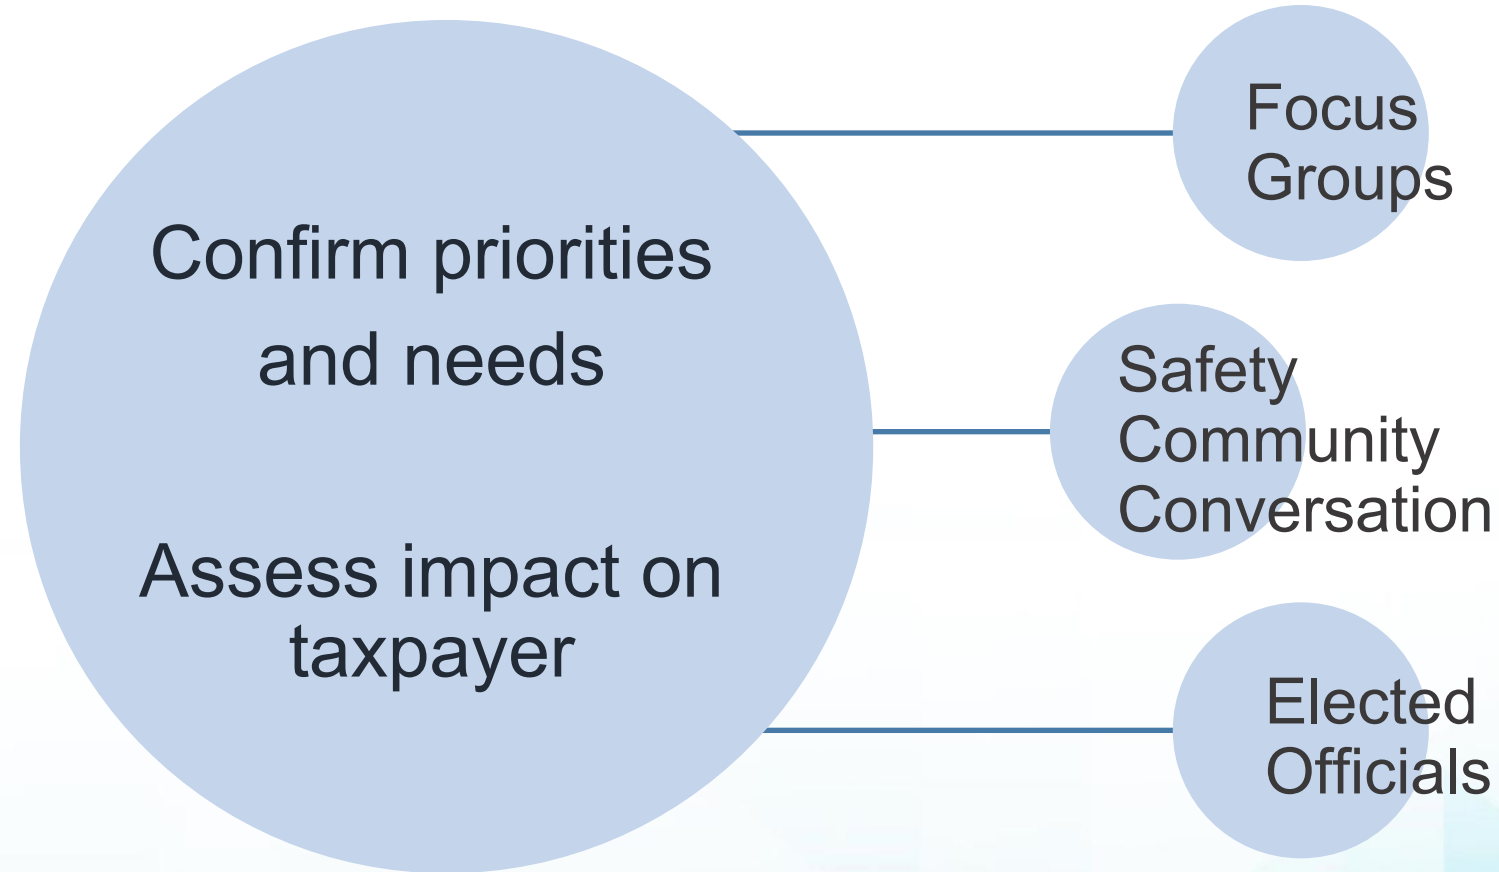 Confirm priorities
and needs
Assess impact on
taxpayer
Focus
Groups
Safety
Community
Conversation
Elected
Officials